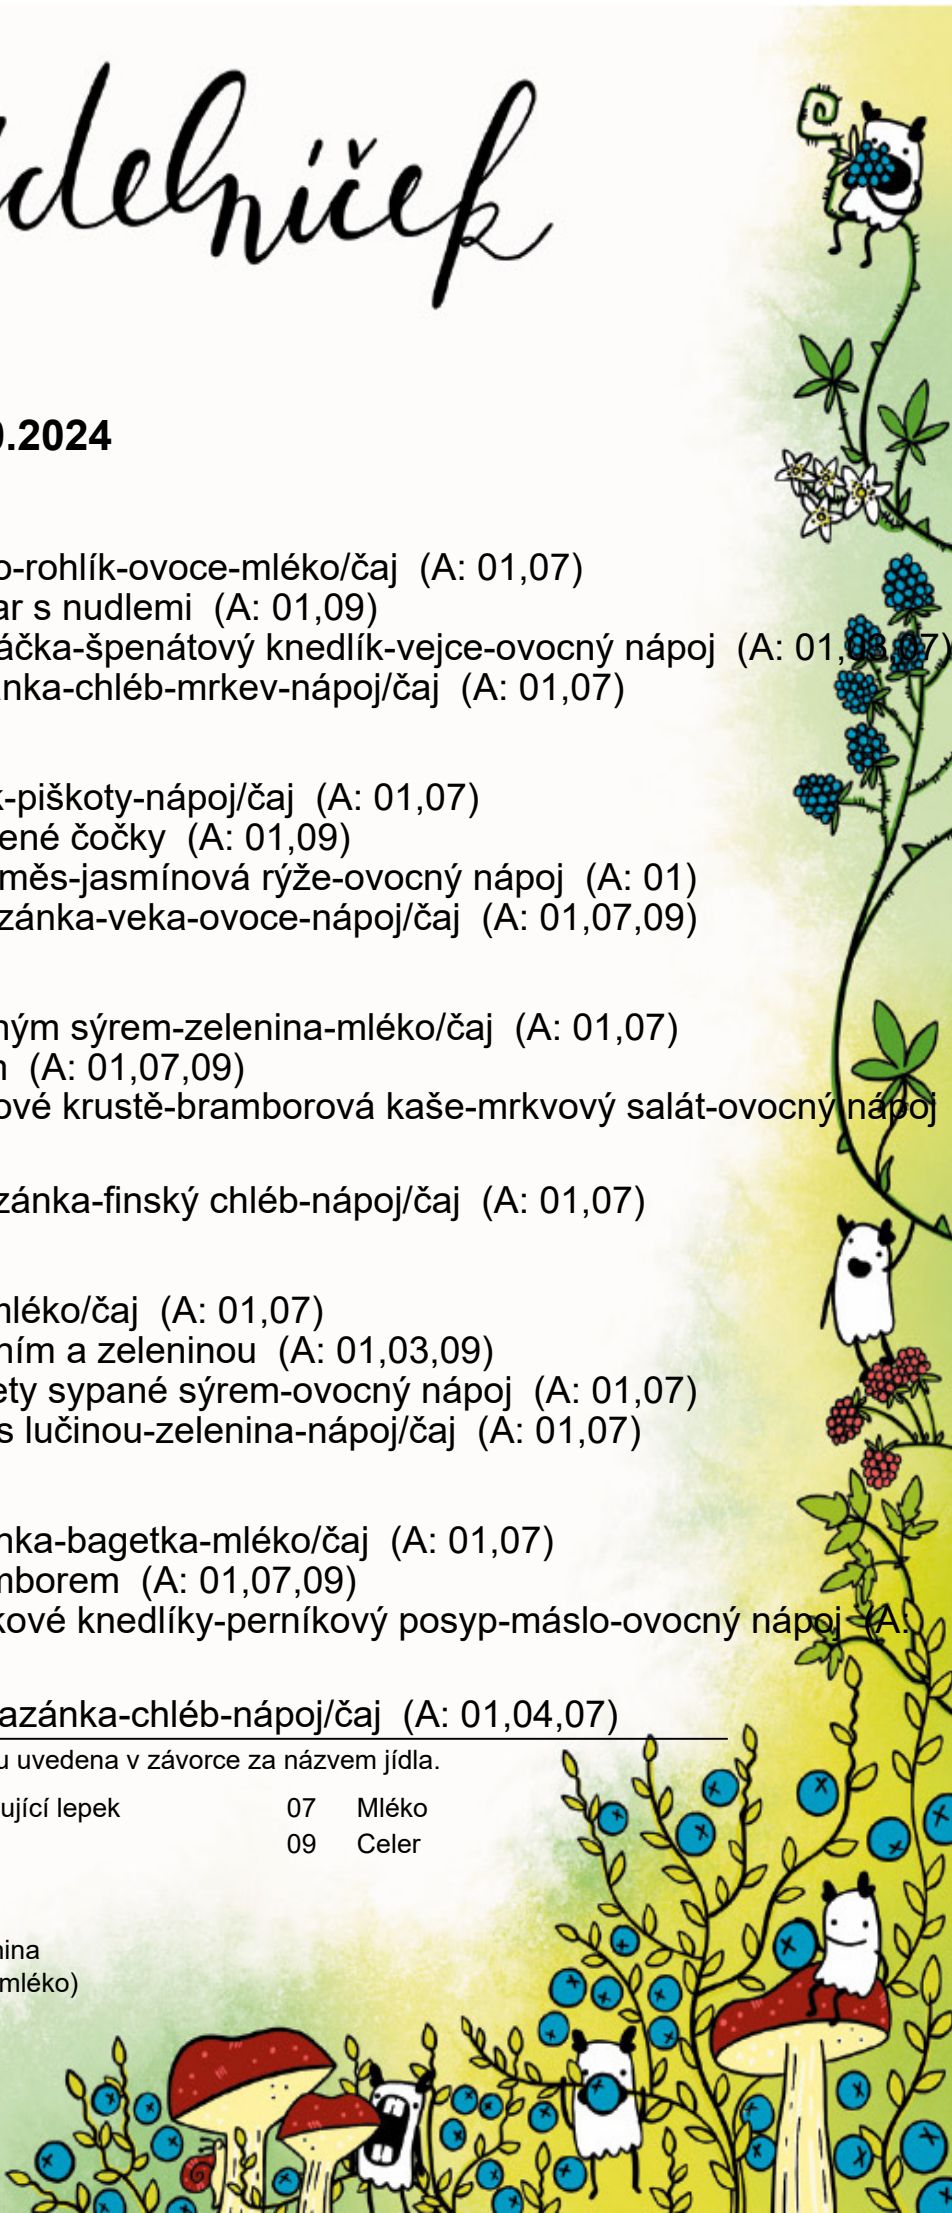 delníček
.2024
o-rohlík-ovoce-mléko/čaj (A: 01,07)
ar s nudlemi (A: 01,09)
áčka-špenátový knedlík-vejce-ovocný nápoj (A: 01,03,07)
ánka-chléb-mrkev-nápoj/čaj (A: 01,07)
k-piškoty-nápoj/čaj (A: 01,07)
ené čočky (A: 01,09)
měs-jasmínová rýže-ovocný nápoj (A: 01)
zánka-veka-ovoce-nápoj/čaj (A: 01,07,09)
ným sýrem-zelenina-mléko/čaj (A: 01,07)
(A: 01,07,09)
ové krustě-bramborová kaše-mrkvový salát-ovocný nápoj
zánka-finský chléb-nápoj/čaj (A: 01,07)
mléko/čaj (A: 01,07)
ním a zeleninou (A: 01,03,09)
ety sypané sýrem-ovocný nápoj (A: 01,07)
s lučinou-zelenina-nápoj/čaj (A: 01,07)
nka-bagetka-mléko/čaj (A: 01,07)
mborem (A: 01,07,09)
kové knedlíky-perníkový posyp-máslo-ovocný nápoj (A:
azánka-chléb-nápoj/čaj (A: 01,04,07)
u uvedena v závorce za názvem jídla.
ující lepek 07 Mléko
09 Celer
nina
mléko)